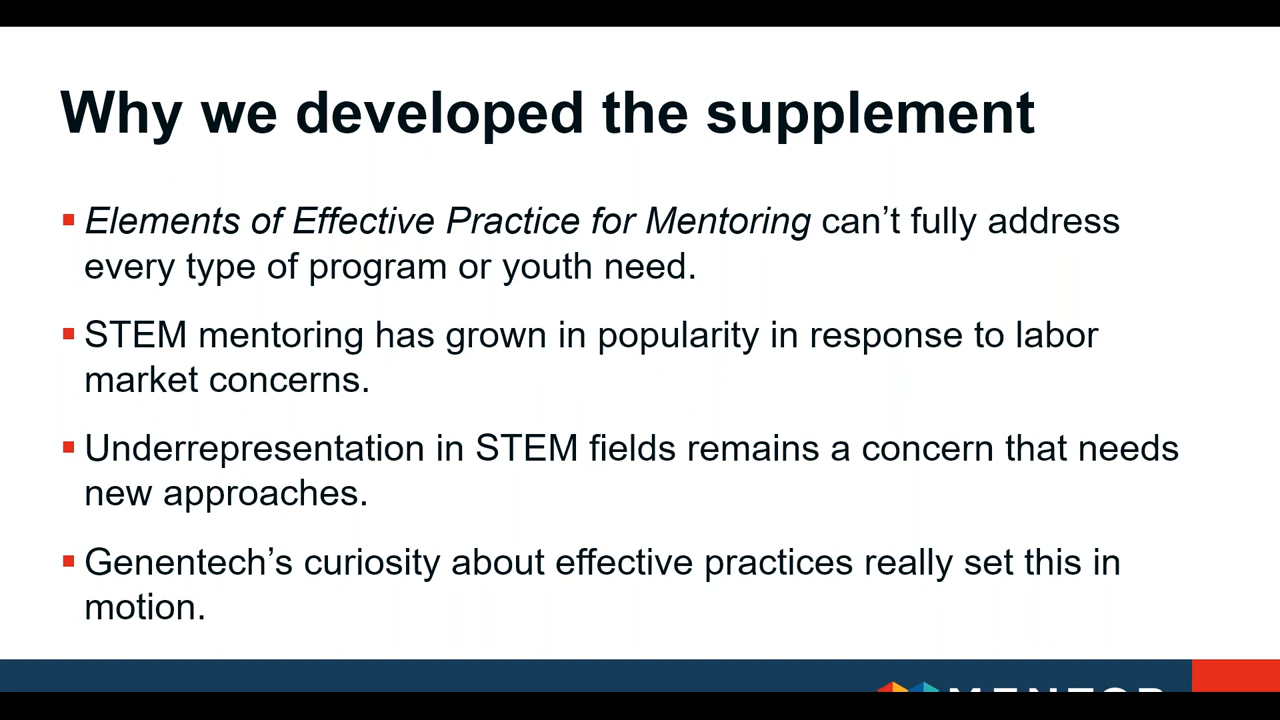 Why we developed the supplement
Elements of Effective Practice for Mentoring can’t fully address
every type of program or youth need.
STEM mentoring has grown in popularity in response to labor
market concerns.
Underrepresentation in STEM fields remains a concern that needs
new approaches.
Genentech’s curiosity about effective practices really set this in
motion.
MENTOR